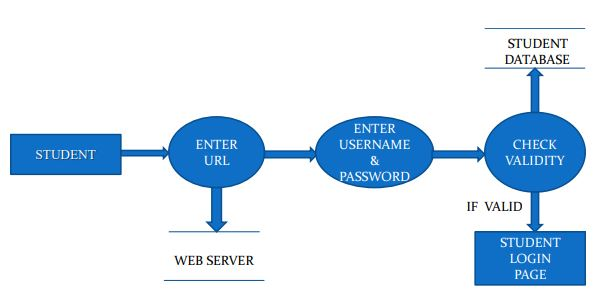 STUDENT
DATABASE
STUDENT
ENTER
URL
ENTER
USERNAME
&
PASSWORD
CHECK
VALIDITY
IF VALID
WEB SERVER
STUDENT
LOGIN
PAGE